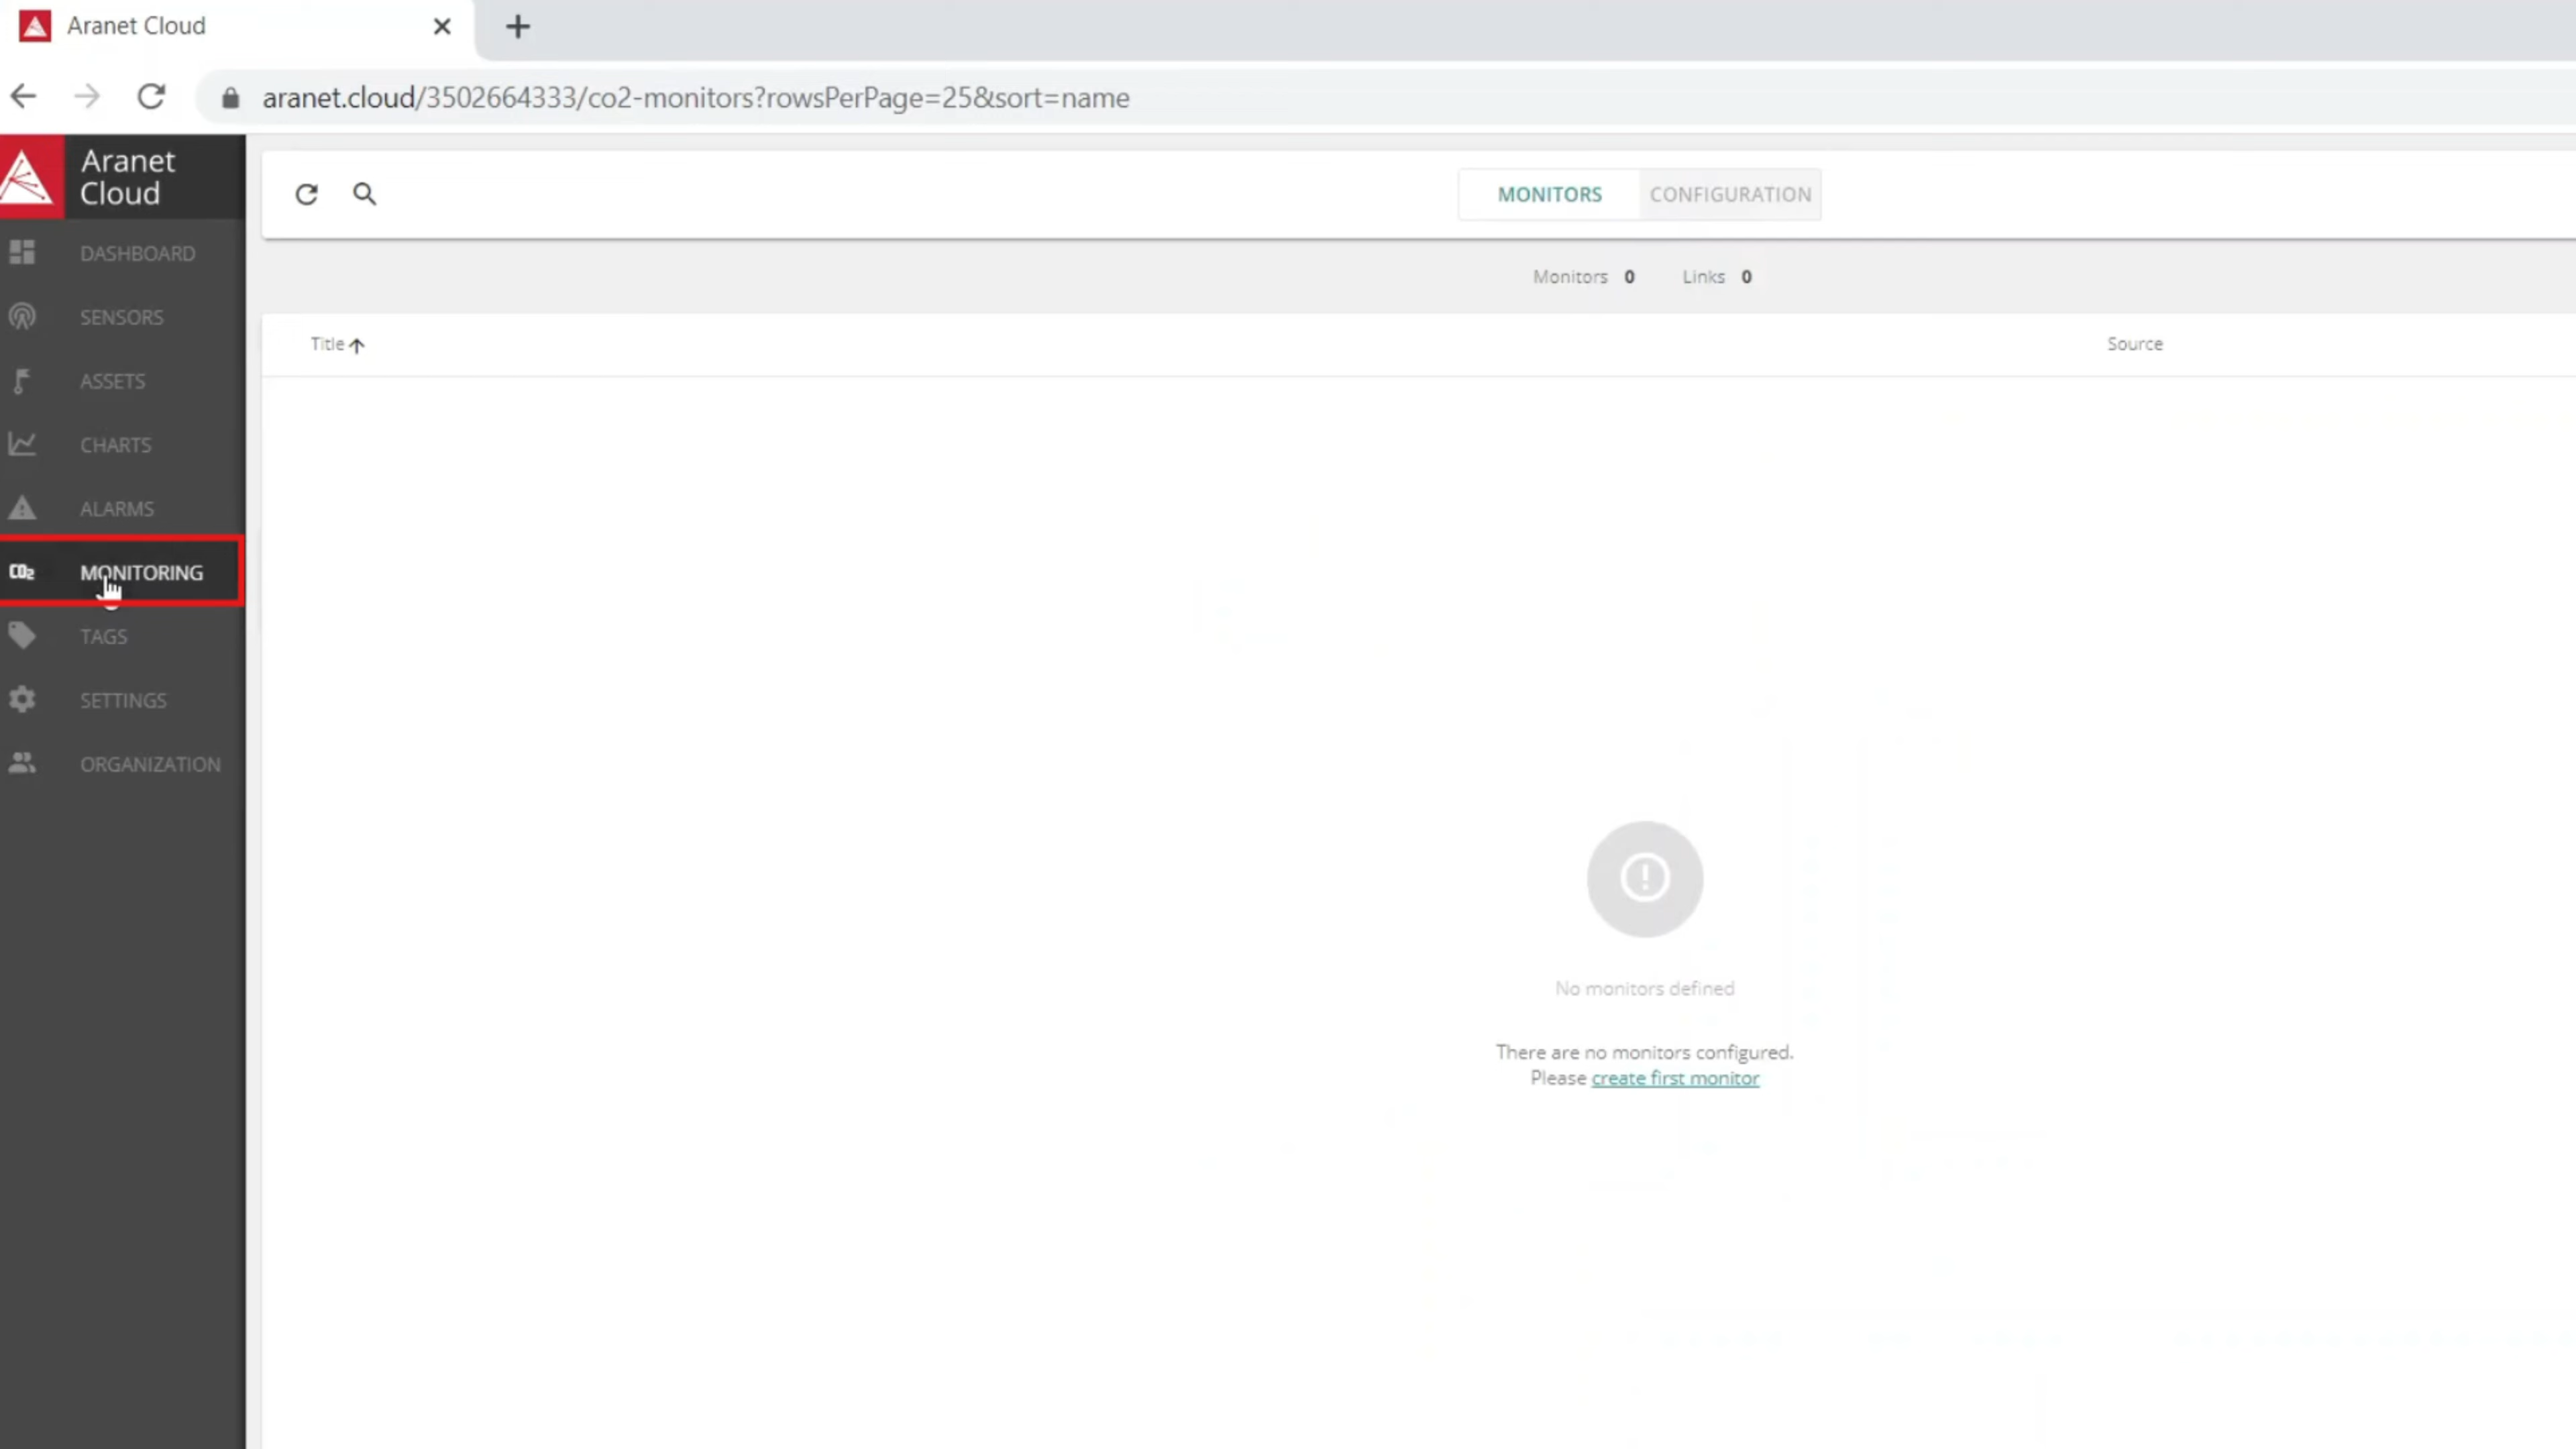 Aranet Cloud
aranet.cloud/3502664333/co2-monitors?rowsPerPage=25&sort=name
Aranet
Cloud
DASHBOARD
SENSORS
ASSETS
CHARTS
ALARMS
CO2 MONITORING
TAGS
SETTINGS
ORGANIZATION
MONITORS CONFIGURATION
Monitors 0 Links 0
Title Source
No monitors defined
There are no monitors configured.
Please create first monitor